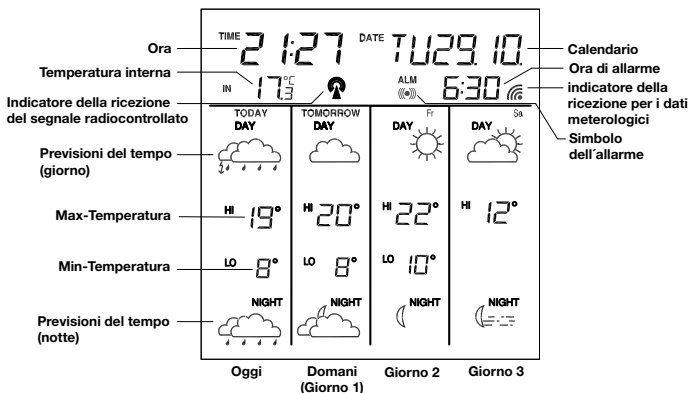 TIME 21:27 DATE TU29.10.
Ora
Calendario
Temperatura interna
IN 17.3 °C
ALM 6:30
Ora di allarme
Indicatore della ricezione
del segnale radiocontrollato
indicatore della
ricezione per i dati
meterologici
Simbolo
dell´allarme
TODAY TOMORROW Fr Sa
DAY DAY DAY DAY
Previsioni del tempo
(giorno)
Max-Temperatura
HI 19° HI 20° HI 22° HI 12°
Min-Temperatura
LO 8° LO 8° LO 10°
NIGHT NIGHT NIGHT NIGHT
Previsioni del tempo
(notte)
Oggi Domani Giorno 2 Giorno 3
(Giorno 1)